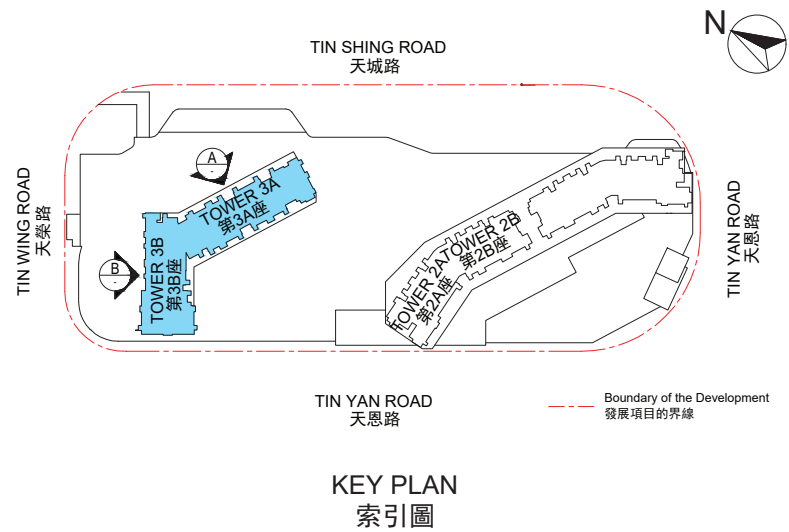 N
TIN SHING ROAD
天城路
TIN WING ROAD
天榮路
A
-
TOWER 3A
第3A座
B
-
TOWER 3B
第3B座
TOWER 2A
第2A座
TOWER 2B
第2B座
TIN YAN ROAD
天恩路
TIN YAN ROAD
天恩路
Boundary of the Development
發展項目的界線
KEY PLAN
索引圖